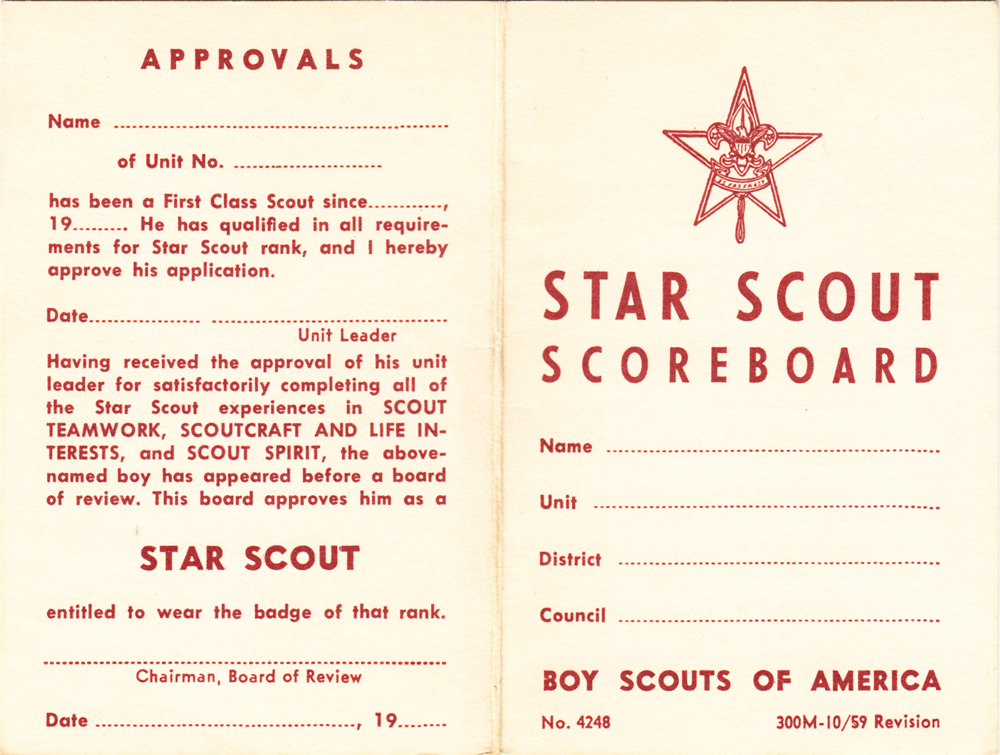 APPROVALS
Name ........................................................
of Unit No. ............................
has been a First Class Scout since............,
19......... He has qualified in all require-
ments for Star Scout rank, and I hereby
approve his application.
Date..................... ............................................
Unit Leader
Having received the approval of his unit
leader for satisfactorily completing all of
the Star Scout experiences in SCOUT
TEAMWORK, SCOUTCRAFT AND LIFE IN-
TERESTS, and SCOUT SPIRIT, the above-
named boy has appeared before a board
of review. This board approves him as a
STAR SCOUT
entitled to wear the badge of that rank.
........................................................................
Chairman, Board of Review
Date ................................................, 19.........
STAR SCOUT
SCOREBOARD
Name ............................................................
Unit ..............................................................
District ..........................................................
Council ..........................................................
BOY SCOUTS OF AMERICA
No. 4248 300M-10/59 Revision